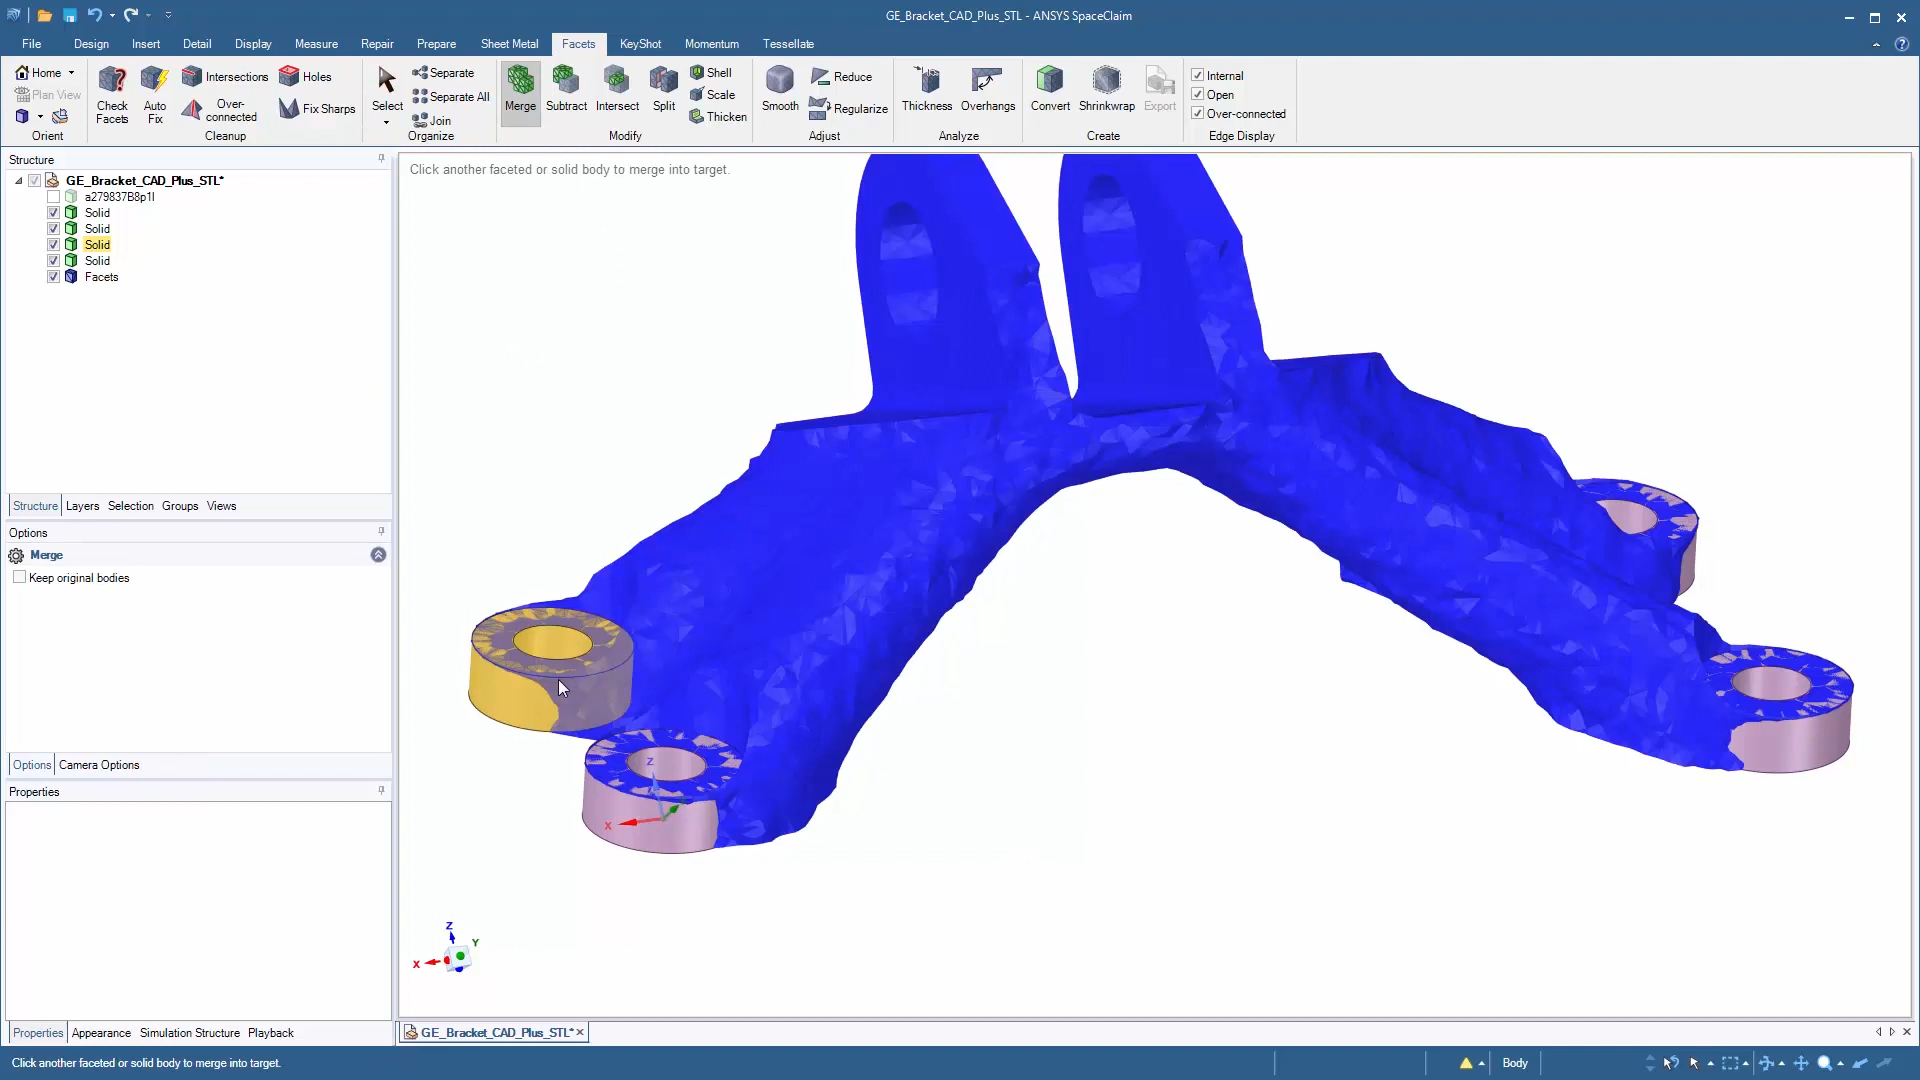 GE_Bracket_CAD_Plus_STL - ANSYS SpaceClaim
File Design Insert Detail Display Measure Repair Prepare Sheet Metal Facets KeyShot Momentum Tessellate
Home
Plan View
Orient
Check Facets
Auto Fix
Intersections
Over-connected
Holes
Fix Sharps
Cleanup
Select
Separate
Separate All
Join
Organize
Merge
Subtract
Intersect
Split
Shell
Scale
Thicken
Modify
Smooth
Reduce
Regularize
Adjust
Thickness
Overhangs
Analyze
Convert
Shrinkwrap
Export
Create
Internal
Open
Over-connected
Edge Display
Structure
GE_Bracket_CAD_Plus_STL*
a279837B8p1l
Solid
Solid
Solid
Solid
Facets
Structure Layers Selection Groups Views
Options
Merge
Keep original bodies
Options Camera Options
Properties
Properties Appearance Simulation Structure Playback
Click another faceted or solid body to merge into target.
Z
X
Z
Y
X
GE_Bracket_CAD_Plus_STL*
Click another faceted or solid body to merge into target.
Body